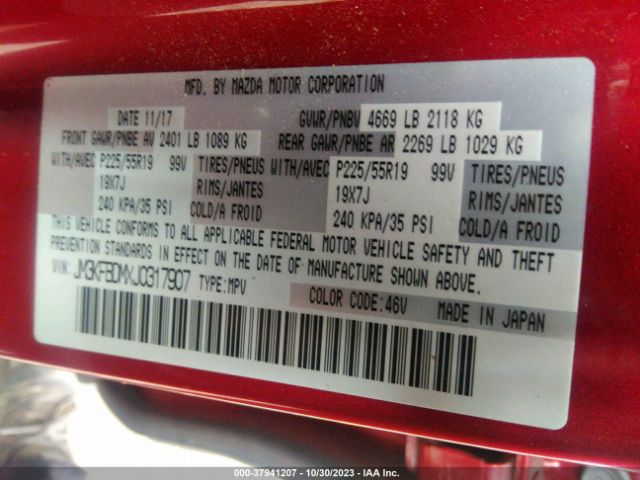 MFD. BY MAZDA MOTOR CORPORATION
DATE 11/17 GVWR/PNBV 4669 LB 2118 KG
FRONT GAWR/PNBE AV 2401 LB 1089 KG REAR GAWR/PNBE AR 2269 LB 1029 KG
WITH/AVEC P225/55R19 99V TIRES/PNEUS WITH/AVEC P225/55R19 99V TIRES/PNEUS
19X7J RIMS/JANTES 19X7J RIMS/JANTES
240 KPA/35 PSI COLD/A FROID 240 KPA/35 PSI COLD/A FROID
THIS VEHICLE CONFORMS TO ALL APPLICABLE FEDERAL MOTOR VEHICLE SAFETY AND THEFT
PREVENTION STANDARDS IN EFFECT ON THE DATE OF MANUFACTURE SHOWN ABOVE.
VIN: JM3KFBDMXJ0317907 TYPE:MPV
COLOR CODE:46V MADE IN JAPAN
000-37941207 - 10/30/2023 - IAA Inc.